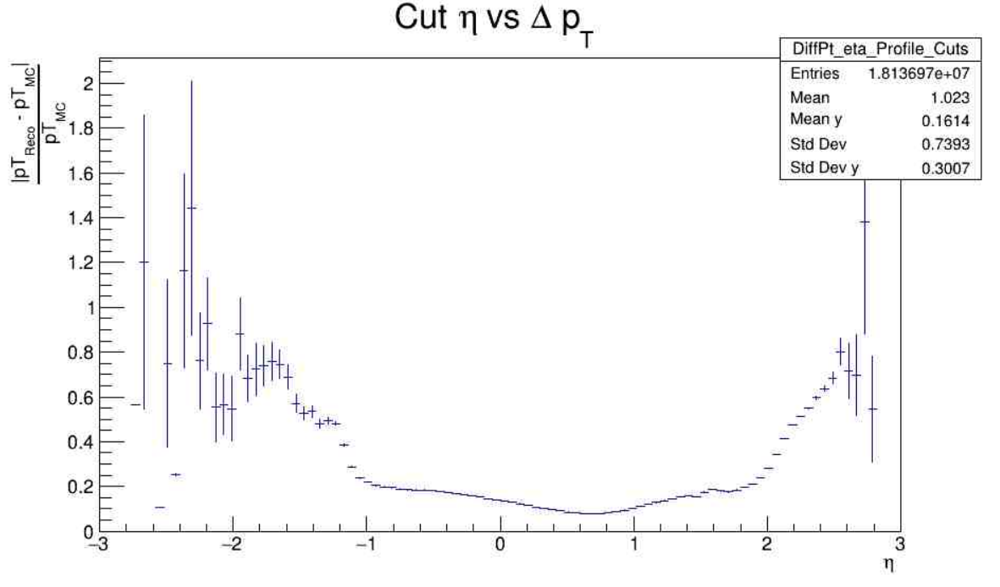 Cut η vs Δ p_T
|pT_Reco - pT_MC|
pT_MC
DiffPt_eta_Profile_Cuts
Entries 1.813697e+07
Mean 1.023
Mean y 0.1614
Std Dev 0.7393
Std Dev y 0.3007
2
1.8
1.6
1.4
1.2
1
0.8
0.6
0.4
0.2
0
−3 −2 −1 0 1 2 3
η